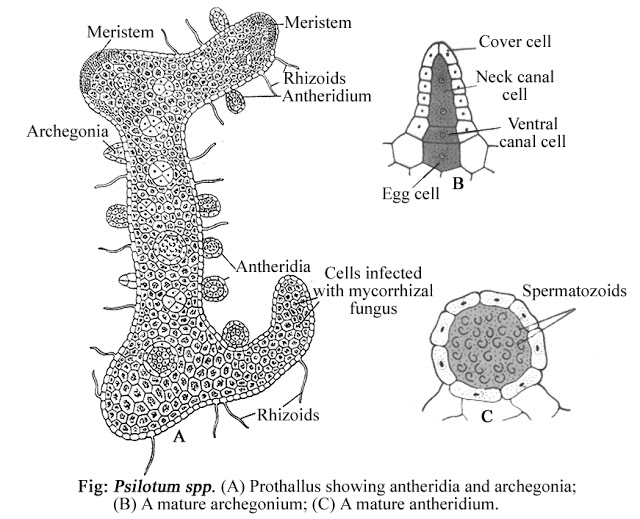 Meristem
Meristem
Rhizoids
Antheridium
Archegonia
Antheridia
Cells infected
with mycorrhizal
fungus
Rhizoids
A
Cover cell
Neck canal
cell
Ventral
canal cell
Egg cell
B
Spermatozoids
C
Fig: Psilotum spp. (A) Prothallus showing antheridia and archegonia;
(B) A mature archegonium; (C) A mature antheridium.